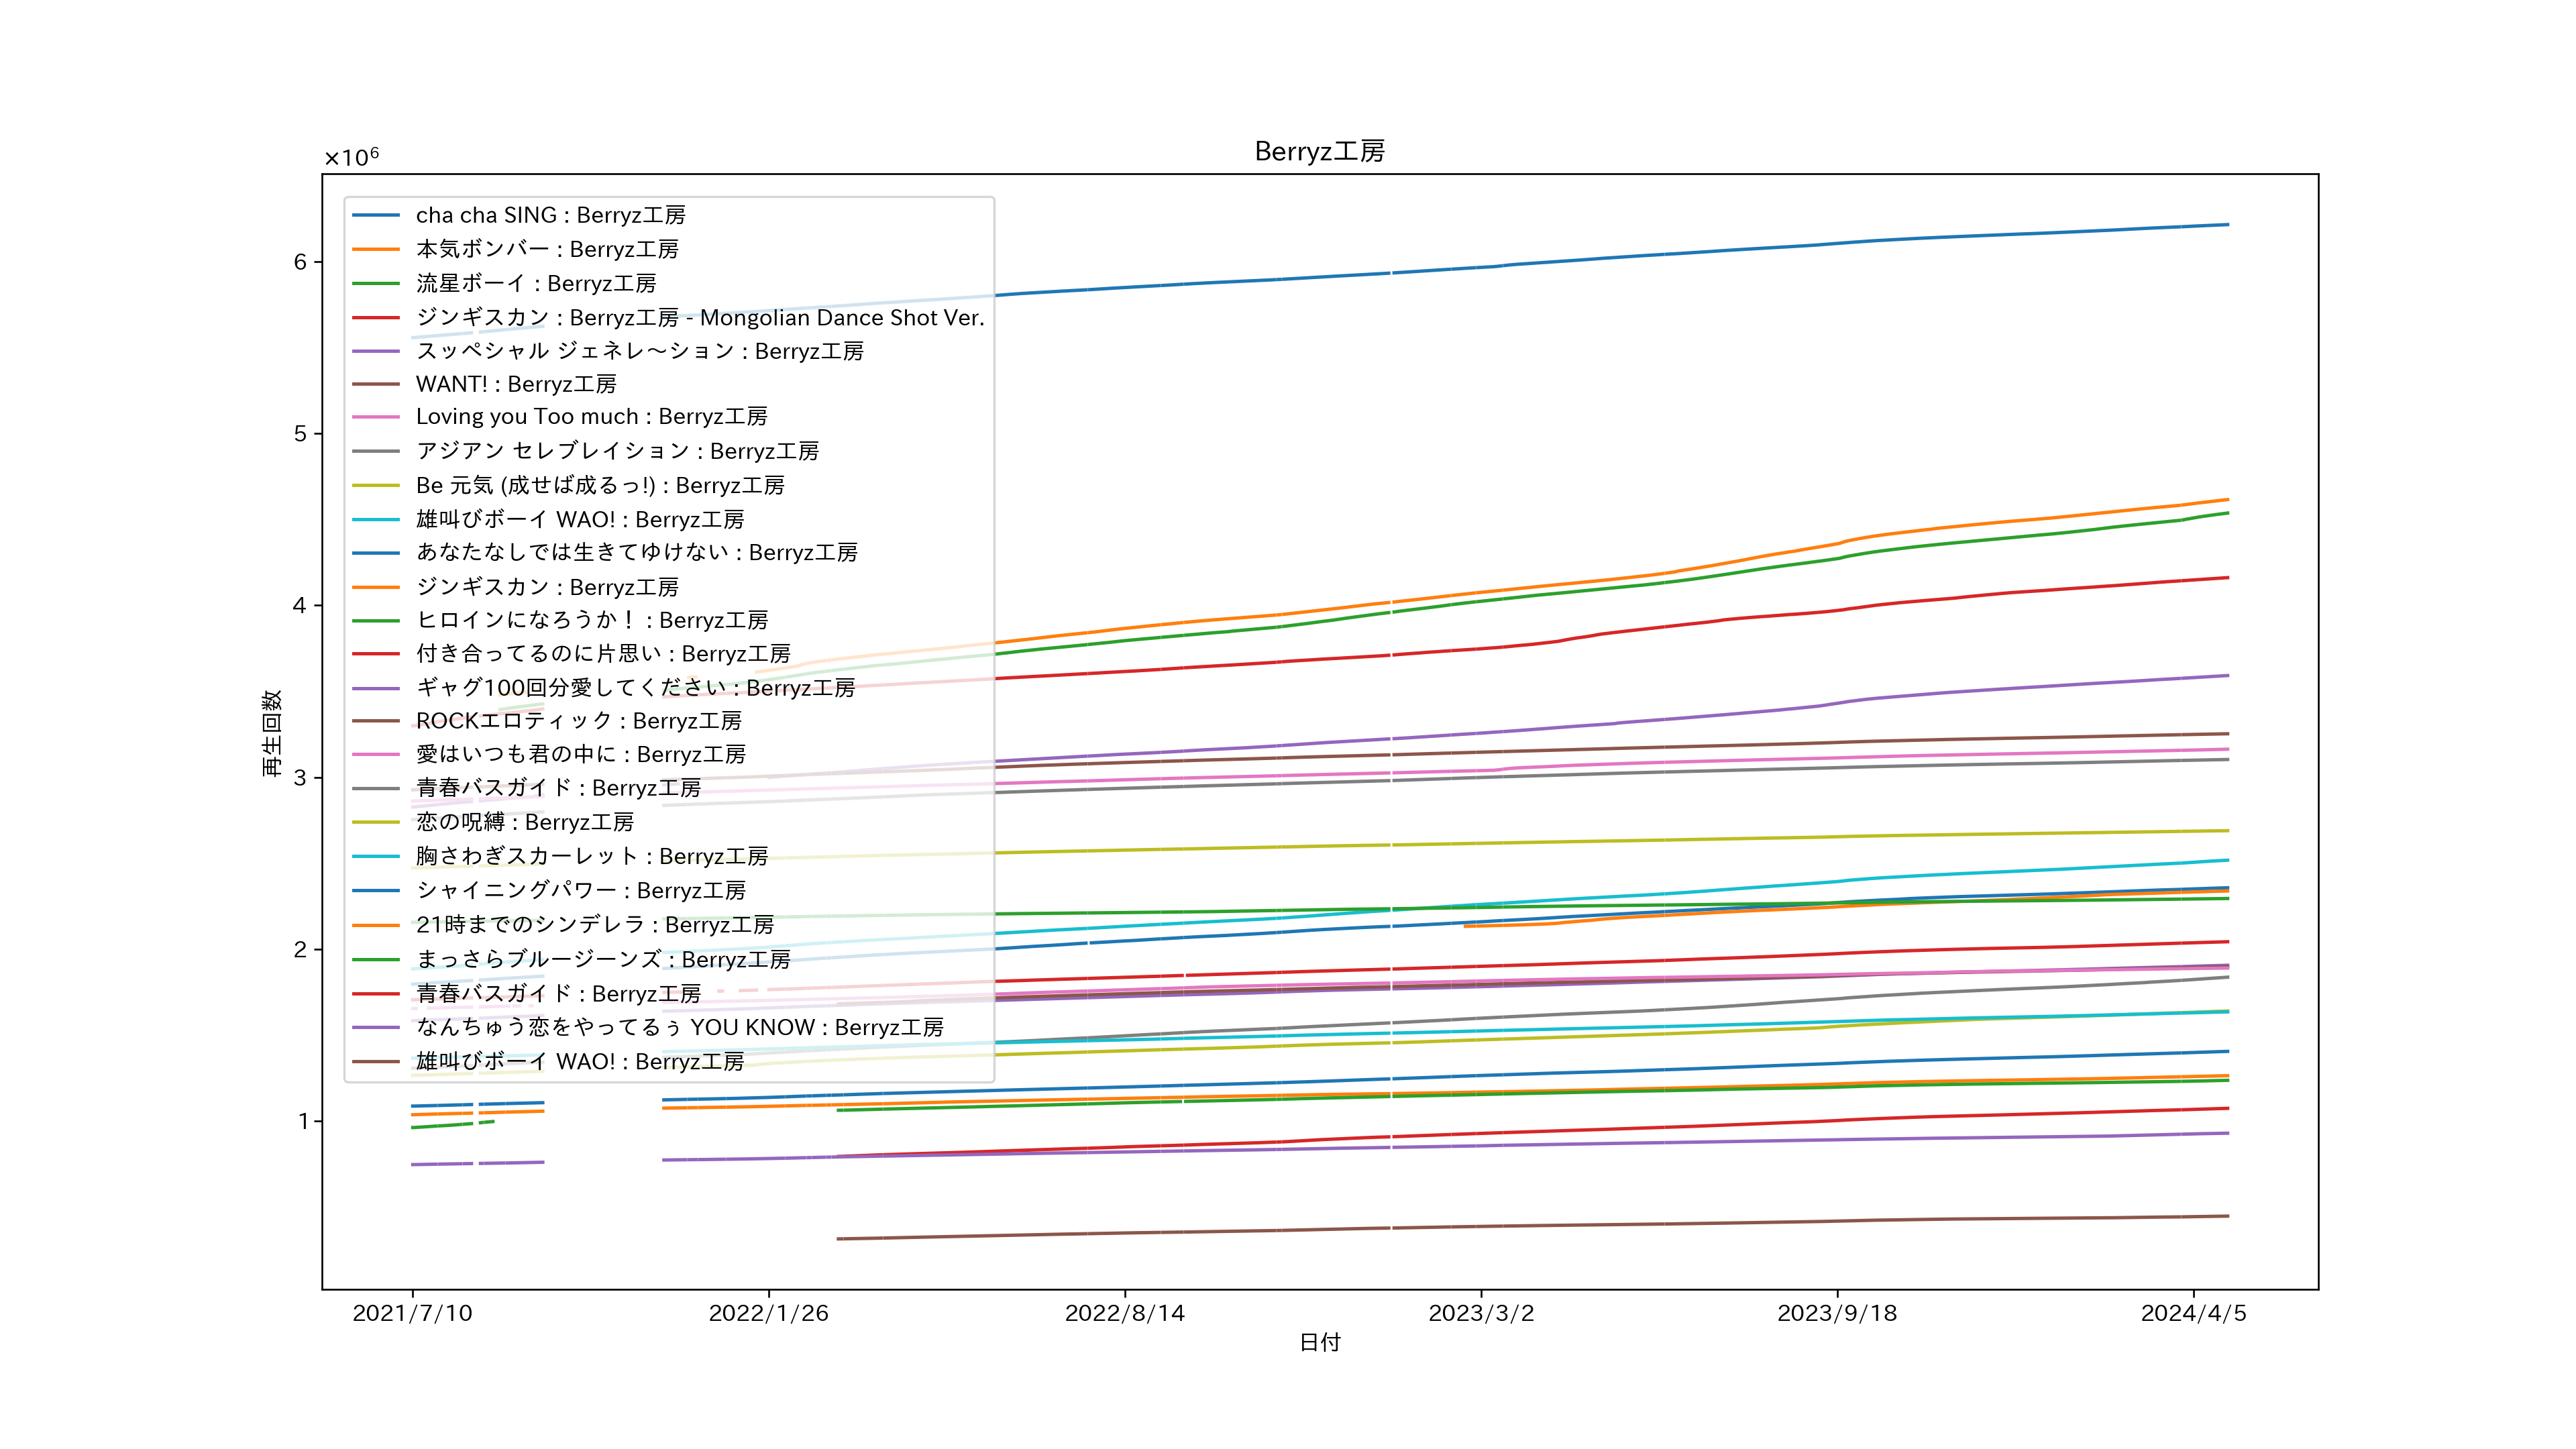 Berryz工房
×10⁶
cha cha SING : Berryz工房
本気ボンバー : Berryz工房
流星ボーイ : Berryz工房
ジンギスカン : Berryz工房 - Mongolian Dance Shot Ver.
スッペシャル ジェネレ〜ション : Berryz工房
WANT! : Berryz工房
Loving you Too much : Berryz工房
アジアン セレブレイション : Berryz工房
Be 元気 (成せば成るっ!) : Berryz工房
雄叫びボーイ WAO! : Berryz工房
あなたなしでは生きてゆけない : Berryz工房
ジンギスカン : Berryz工房
ヒロインになろうか！ : Berryz工房
付き合ってるのに片思い : Berryz工房
ギャグ100回分愛してください : Berryz工房
ROCKエロティック : Berryz工房
愛はいつも君の中に : Berryz工房
青春バスガイド : Berryz工房
恋の呪縛 : Berryz工房
胸さわぎスカーレット : Berryz工房
シャイニングパワー : Berryz工房
21時までのシンデレラ : Berryz工房
まっさらブルージーンズ : Berryz工房
青春バスガイド : Berryz工房
なんちゅう恋をやってるぅ YOU KNOW : Berryz工房
雄叫びボーイ WAO! : Berryz工房
6
5
4
3
2
1
再生回数
2021/7/10
2022/1/26
2022/8/14
2023/3/2
2023/9/18
2024/4/5
日付